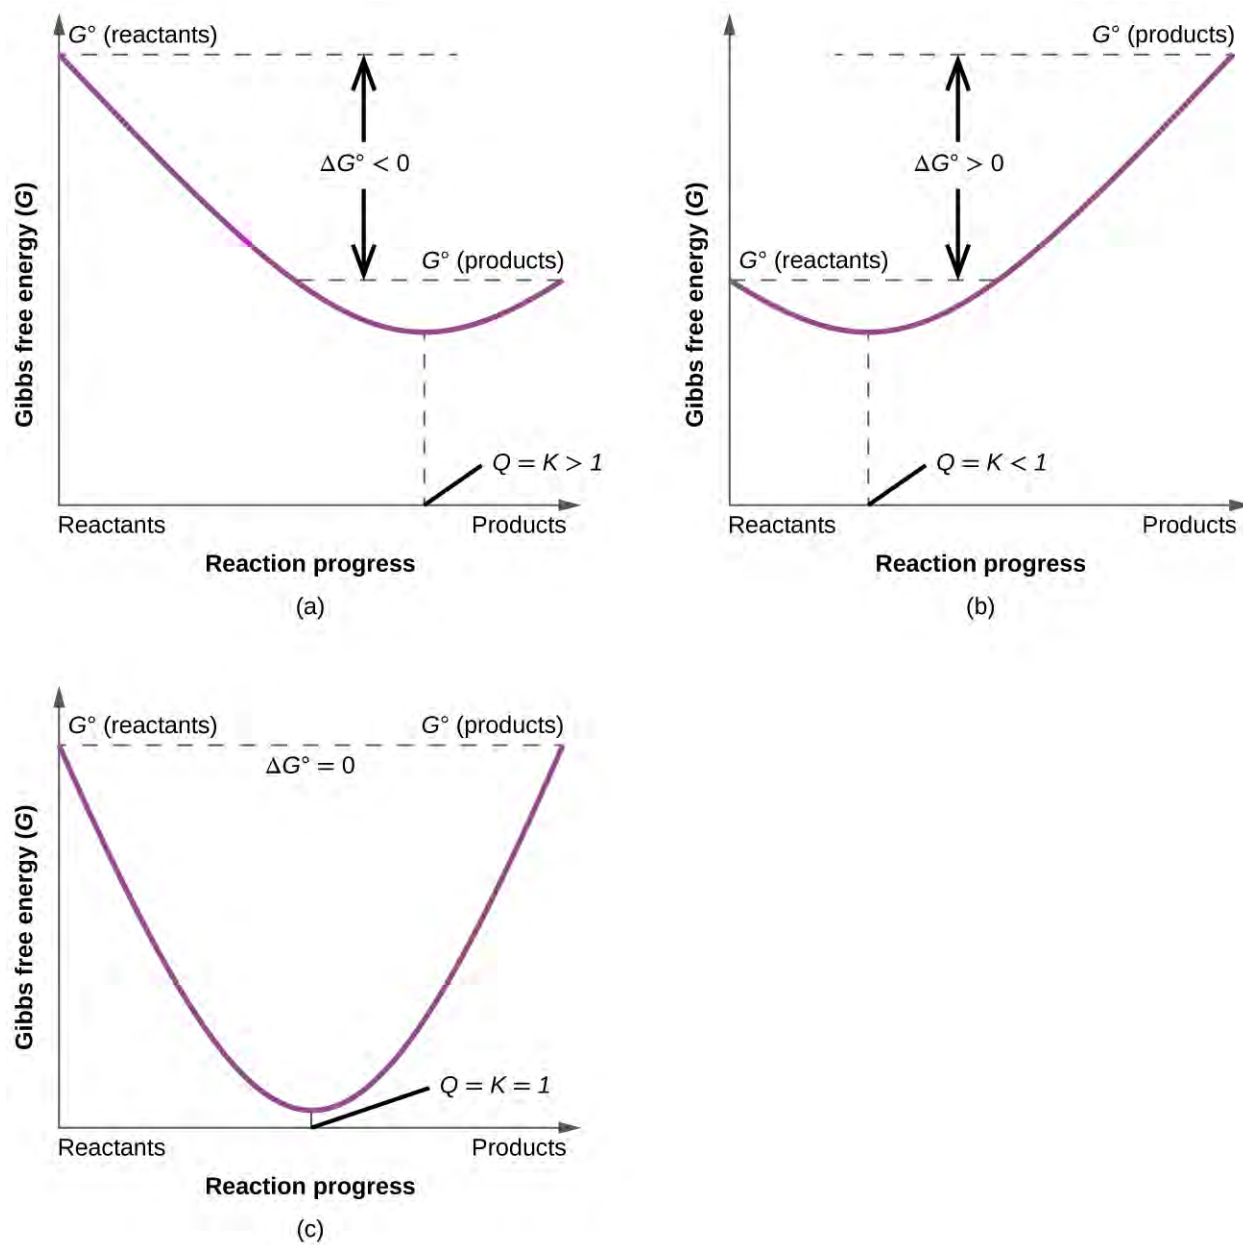 G° (reactants)
ΔG° < 0
G° (products)
Gibbs free energy (G)
Q = K > 1
Reactants
Products
Reaction progress
(a)
G° (products)
ΔG° > 0
G° (reactants)
Gibbs free energy (G)
Q = K < 1
Reactants
Products
Reaction progress
(b)
G° (reactants)
G° (products)
ΔG° = 0
Gibbs free energy (G)
Q = K = 1
Reactants
Products
Reaction progress
(c)